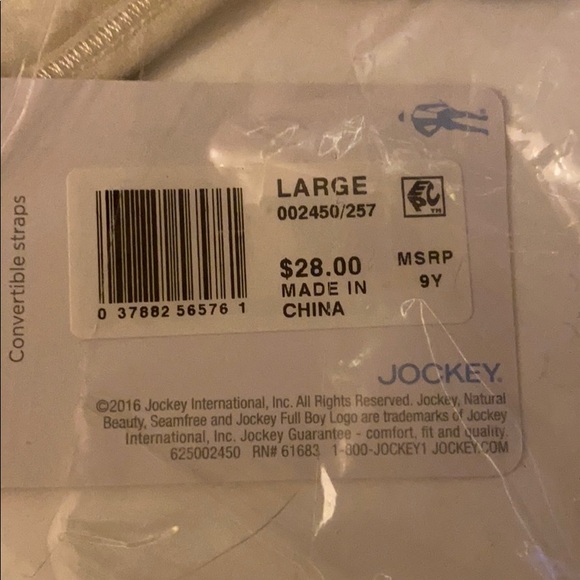 Convertible straps
LARGE
002450/257
EPC™
$28.00
MSRP
MADE IN
9Y
CHINA
0 37882 56576 1
JOCKEY®
©2016 Jockey International, Inc. All Rights Reserved. Jockey, Natural
Beauty, Seamfree and Jockey Full Boy Logo are trademarks of Jockey
International, Inc. Jockey Guarantee - comfort, fit and quality.
625002450 RN# 61683 1-800-JOCKEY1 JOCKEY.COM